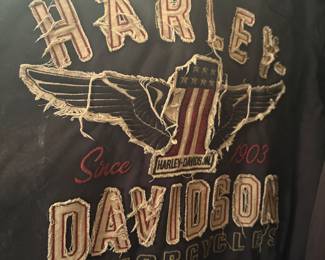 HARLEY
Since 1903
HARLEY-DAVIDSON
DAVIDSON
MOTORCYCLES